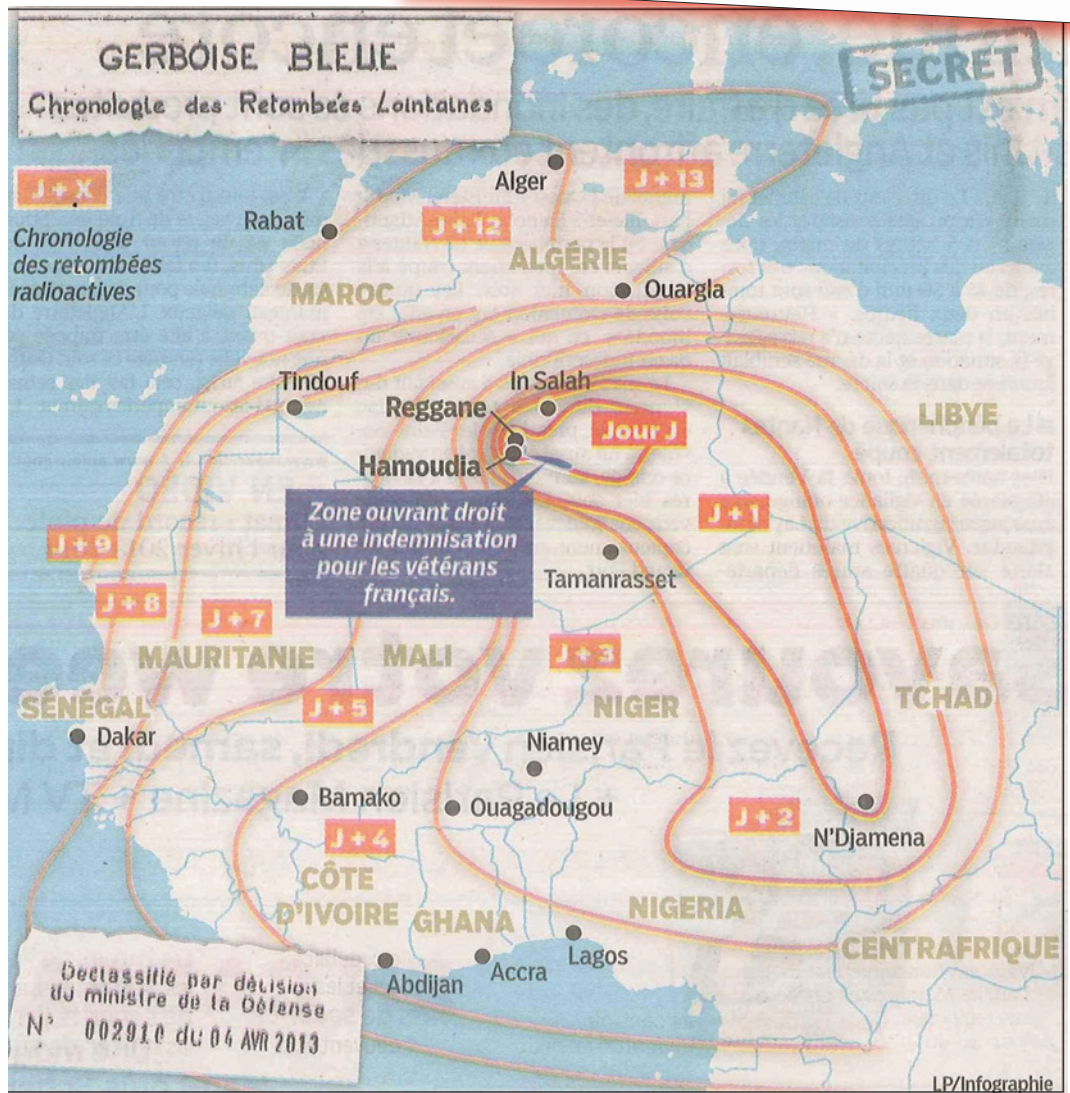 GERBOISE BLEUE
Chronologie des Retombées Lointaines
SECRET
J + X
Chronologie
des retombées
radioactives
Alger
J + 13
Rabat
J + 12
ALGÉRIE
MAROC
Ouargla
Tindouf
In Salah
Reggane
LIBYE
Jour J
Hamoudia
Zone ouvrant droit
à une indemnisation
pour les vétérans
français.
J + 1
J + 9
Tamanrasset
J + 8
J + 7
MAURITANIE
MALI
J + 3
TCHAD
SÉNÉGAL
J + 5
NIGER
Dakar
Niamey
Bamako
Ouagadougou
J + 2
N'Djamena
J + 4
CÔTE
D'IVOIRE
GHANA
NIGERIA
Lagos
CENTRAFRIQUE
Accra
Abdijan
Declassifié par décision
du ministre de la Défense
N° 002910 du 04 AVR 2013
LP/Infographie